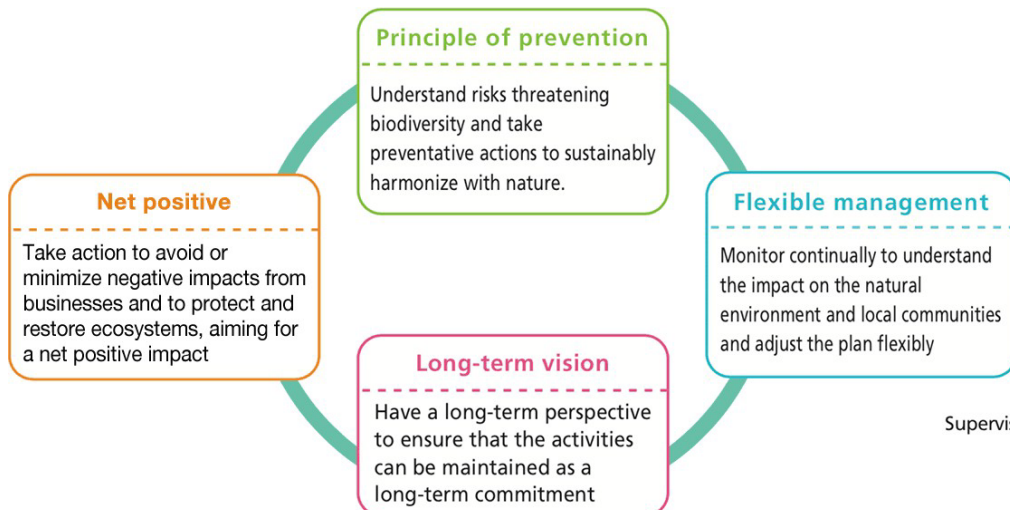 Principle of prevention
Understand risks threatening
biodiversity and take
preventative actions to sustainably
harmonize with nature.
Net positive
Take action to avoid or
minimize negative impacts from
businesses and to protect and
restore ecosystems, aiming for
a net positive impact
Flexible management
Monitor continually to understand
the impact on the natural
environment and local communities
and adjust the plan flexibly
Long-term vision
Have a long-term perspective
to ensure that the activities
can be maintained as a
long-term commitment